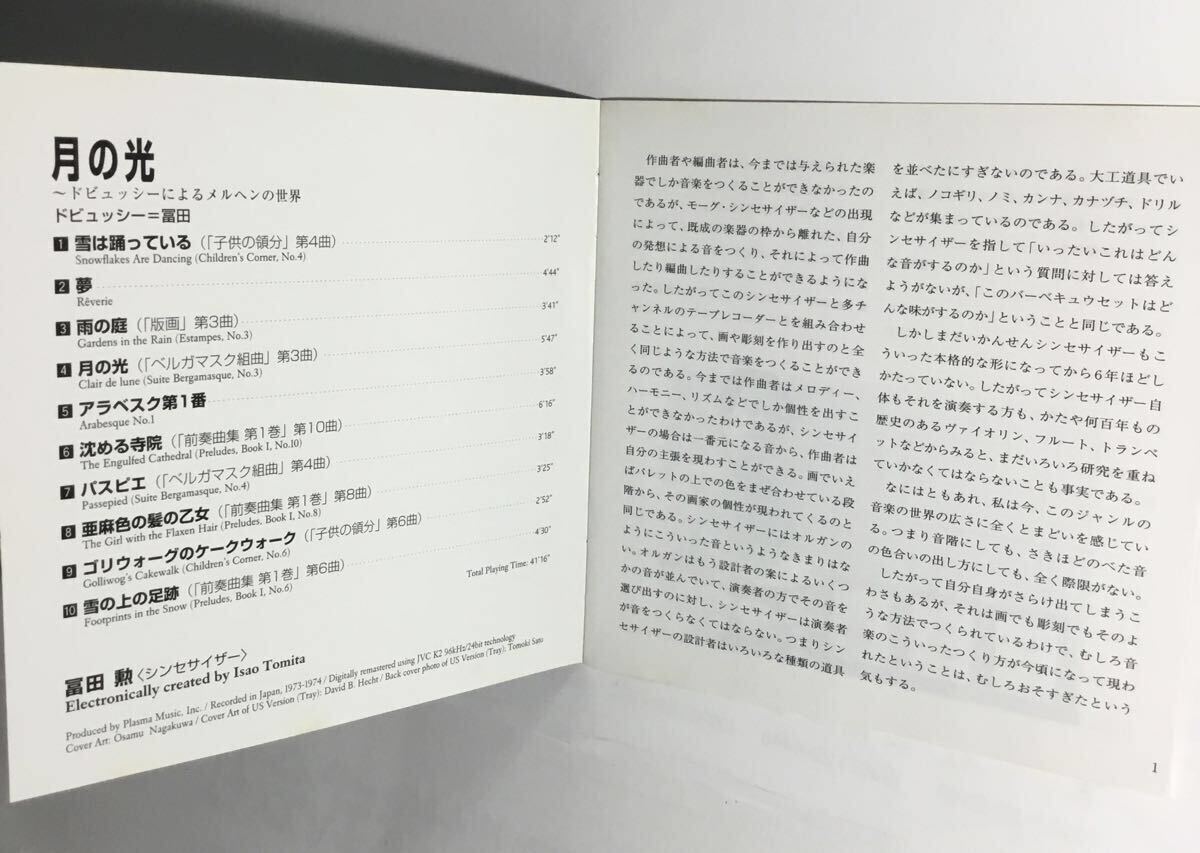 月の光
～ドビュッシーによるメルヘンの世界
ドビュッシー＝冨田
1 雪は踊っている（「子供の領分」第4曲） 2'12"
Snowflakes Are Dancing (Children's Corner, No.4)
2 夢 4'44"
Rêverie
3 雨の庭（「版画」第3曲） 3'41"
Gardens in the Rain (Estampes, No.3)
4 月の光（「ベルガマスク組曲」第3曲） 5'47"
Clair de lune (Suite Bergamasque, No.3)
5 アラベスク第1番 3'58"
Arabesque No.1
6 沈める寺院（「前奏曲集 第1巻」第10曲） 6'16"
The Engulfed Cathedral (Preludes, Book I, No.10)
7 パスピエ（「ベルガマスク組曲」第4曲） 3'18"
Passepied (Suite Bergamasque, No.4)
8 亜麻色の髪の乙女（「前奏曲集 第1巻」第8曲） 3'25"
The Girl with the Flaxen Hair (Preludes, Book I, No.8)
9 ゴリウォーグのケークウォーク（「子供の領分」第6曲） 2'52"
Golliwog's Cakewalk (Children's Corner, No.6)
10 雪の上の足跡（「前奏曲集 第1巻」第6曲） 4'30"
Footprints in the Snow (Preludes, Book I, No.6)
Total Playing Time: 41'16"
冨田 勲〈シンセサイザー〉
Electronically created by Isao Tomita
Produced by Plasma Music, Inc. / Recorded in Japan, 1973-1974 / Digitally remastered using JVC K2 96kHz/24bit technology
Cover Art: Osamu Nagakuwa / Cover Art of US Version (Tray): David B. Hecht / Back cover photo of US Version (Tray): Tomoki Sato
作曲者や編曲者は、今までは与えられた楽
器でしか音楽をつくることができなかったの
であるが、モーグ・シンセサイザーなどの出現
によって、既成の楽器の枠から離れた、自分
の発想による音をつくり、それによって作曲
したり編曲したりすることができるようにな
った。したがってこのシンセサイザーと多チ
ャンネルのテープレコーダーとを組み合わせ
ることによって、画や彫刻を作り出すのと全
く同じような方法で音楽をつくることができ
るのである。今までは作曲者はメロディー、
ハーモニー、リズムなどでしか個性を出すこ
とができなかったわけであるが、シンセサイ
ザーの場合は一番元になる音から、作曲者は
自分の主張を現わすことができる。画でいえ
ばパレットの上での色をまぜ合わせている段
階から、その画家の個性が現われてくるのと
同じである。シンセサイザーにはオルガンの
ようにこういった音というようなきまりはな
い。オルガンはもう設計者の案によるいくつ
かの音が並んでいて、演奏者の方でその音を
選び出すのに対し、シンセサイザーは演奏者
が音をつくらなくてはならない。つまりシン
セサイザーの設計者はいろいろな種類の道具
を並べたにすぎないのである。大工道具でい
えば、ノコギリ、ノミ、カンナ、カナヅチ、ドリル
などが集まっているのである。したがってシ
ンセサイザーを指して「いったいこれはどん
な音がするのか」という質問に対しては答え
ようがないが、「このバーベキュウセットはど
んな味がするのか」ということと同じである。
しかしまだいかんせんシンセサイザーもこ
ういった本格的な形になってから6年ほどし
かたっていない。したがってシンセサイザー自
体もそれを演奏する方も、かたや何百年もの
歴史のあるヴァイオリン、フルート、トランペ
ットなどからみると、まだいろいろ研究を重ね
ていかなくてはならないことも事実である。
なにはともあれ、私は今、このジャンルの
音楽の世界の広さに全くとまどいを感じてい
る。つまり音階にしても、さきほどのべた音
の色合いの出し方にしても、全く際限がない。
したがって自分自身がさらけ出てしまうこ
わさもあるが、それは画でも彫刻でもそのよ
うな方法でつくられているわけで、むしろ音
楽のこういったつくり方が今頃になって現わ
れたということは、むしろおそすぎたという
気もする。
1